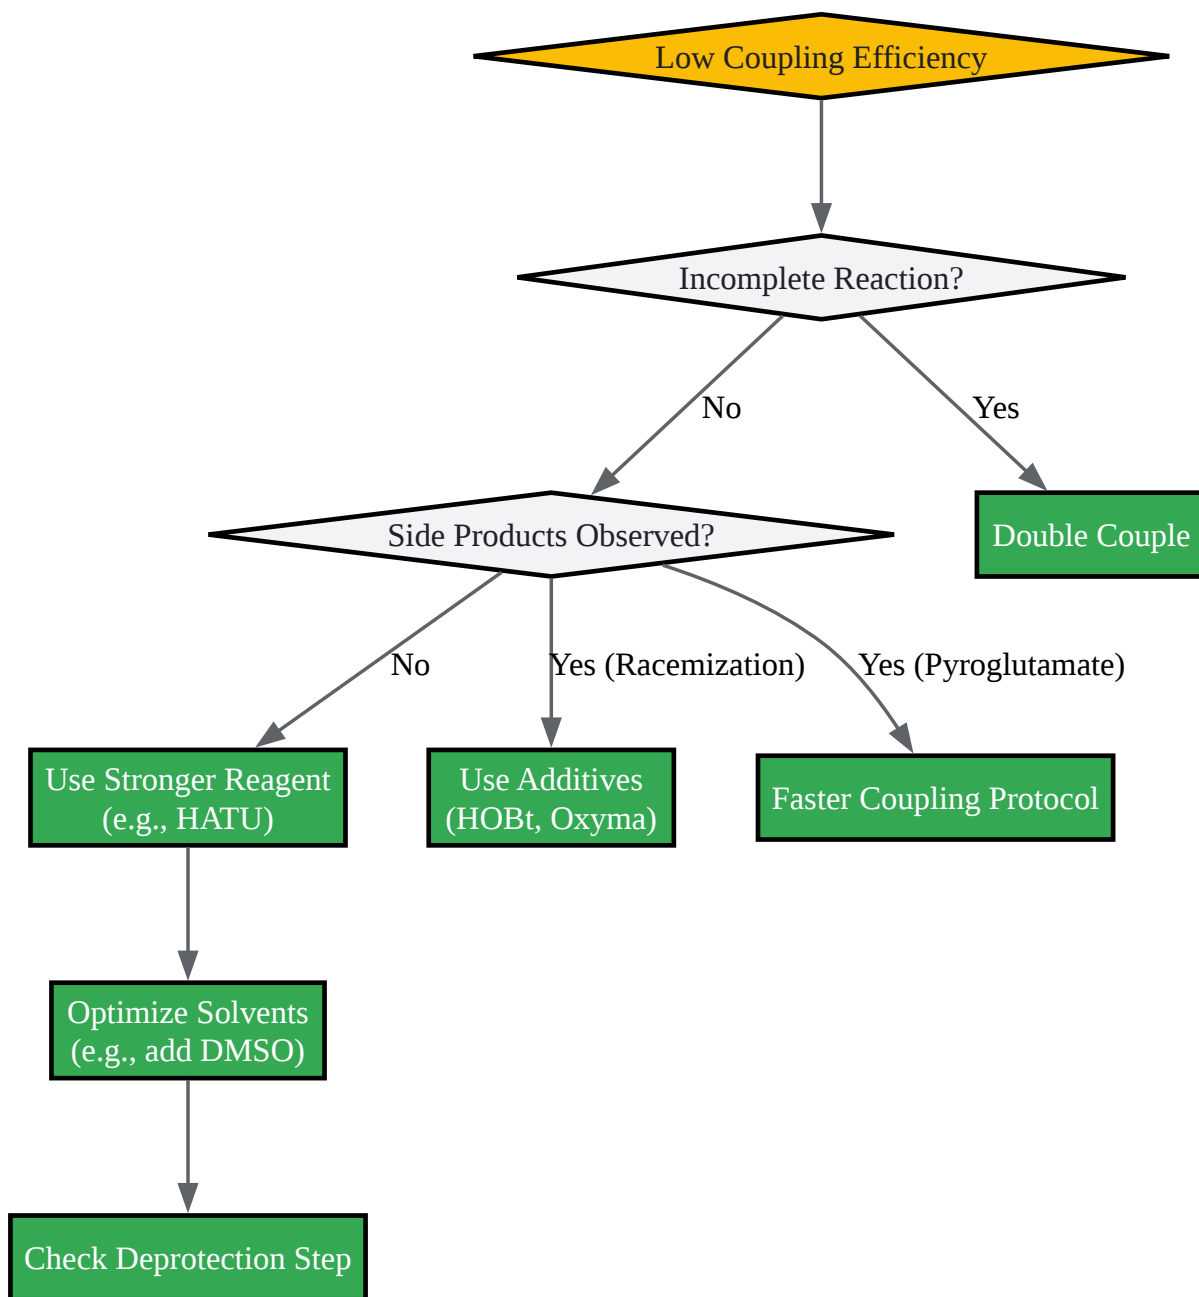 Low Coupling Efficiency
Incomplete Reaction?
No
Yes
Side Products Observed?
Double Couple
No
Yes (Racemization)
Yes (Pyroglutamate)
Use Stronger Reagent
(e.g., HATU)
Use Additives
(HOBt, Oxyma)
Faster Coupling Protocol
Optimize Solvents
(e.g., add DMSO)
Check Deprotection Step